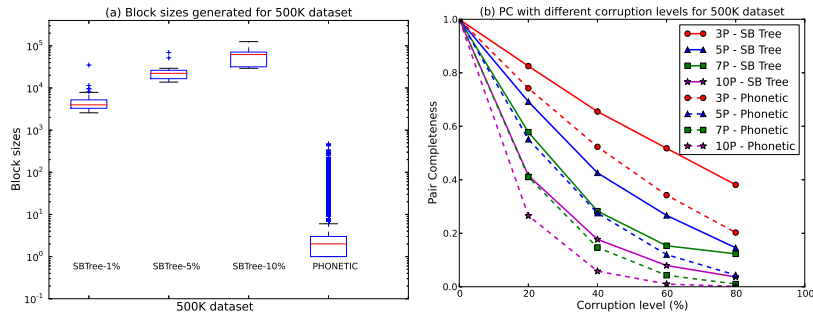 (a) Block sizes generated for 500K dataset
Block sizes
10^5
10^4
10^3
10^2
10^1
10^0
10^-1
SBTree-1%
SBTree-5%
SBTree-10%
PHONETIC
500K dataset
(b) PC with different corruption levels for 500K dataset
Pair Completeness
1.0
0.8
0.6
0.4
0.2
0.0
3P - SB Tree
5P - SB Tree
7P - SB Tree
10P - SB Tree
3P - Phonetic
5P - Phonetic
7P - Phonetic
10P - Phonetic
0 20 40 60 80 100
Corruption level (%)